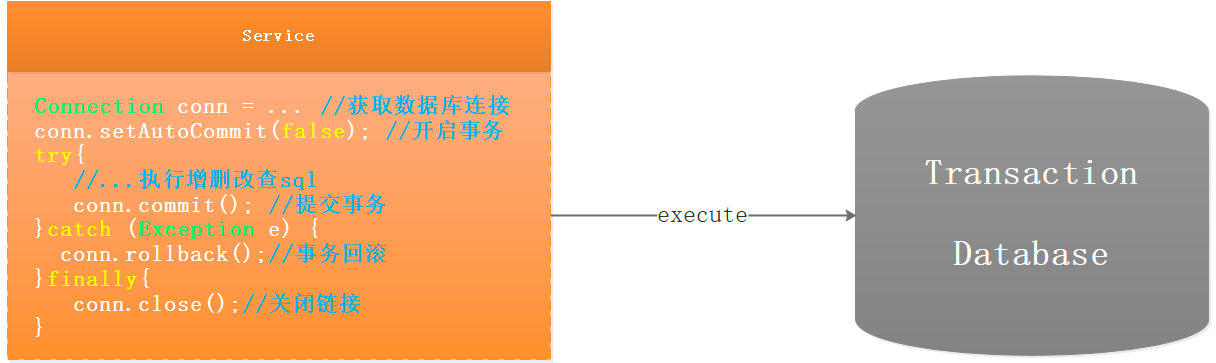 Service
Connection conn = ... //获取数据库连接
conn.setAutoCommit(false); //开启事务
try{
//...执行增删改查sql
conn.commit(); //提交事务
}catch (Exception e) {
conn.rollback();//事务回滚
}finally{
conn.close();//关闭链接
}
execute
Transaction
Database